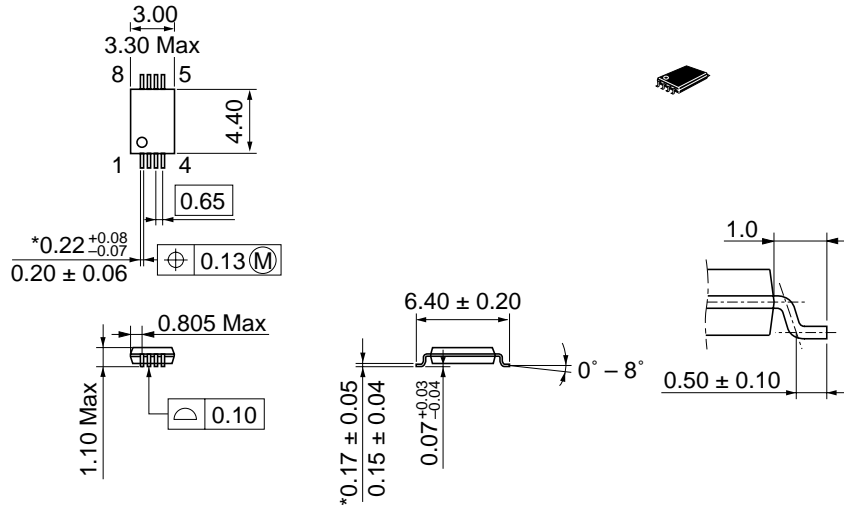 3.00
3.30 Max
8 5
4.40
1 4
0.65
*0.22 +0.08 −0.07
0.20 ± 0.06
0.13 Ⓜ
0.805 Max
1.10 Max
0.10
6.40 ± 0.20
0° – 8°
*0.17 ± 0.05
0.15 ± 0.04
0.07 +0.03 −0.04
1.0
0.50 ± 0.10